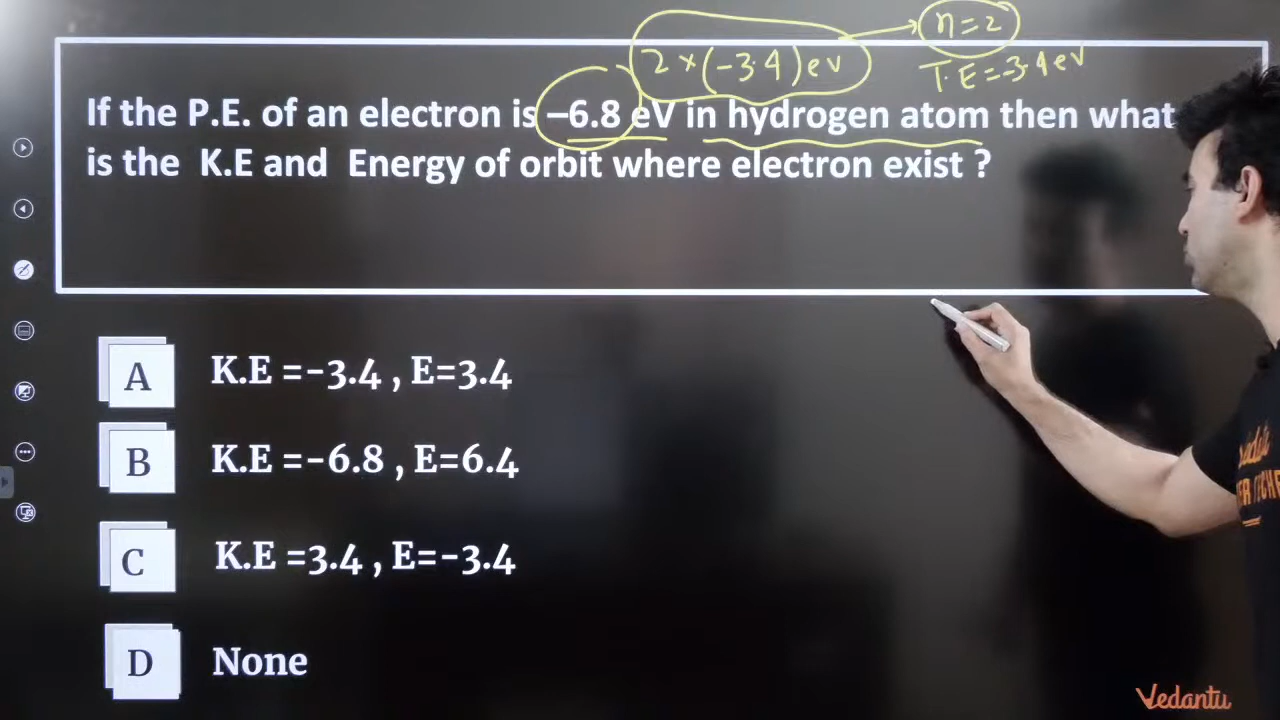 n=2
2×(-3.4)ev
T.E=-3.4ev
If the P.E. of an electron is –6.8 eV in hydrogen atom then what
is the K.E and Energy of orbit where electron exist ?
A K.E =-3.4 , E=3.4
B K.E =-6.8 , E=6.4
C K.E =3.4 , E=-3.4
D None
Vedantu